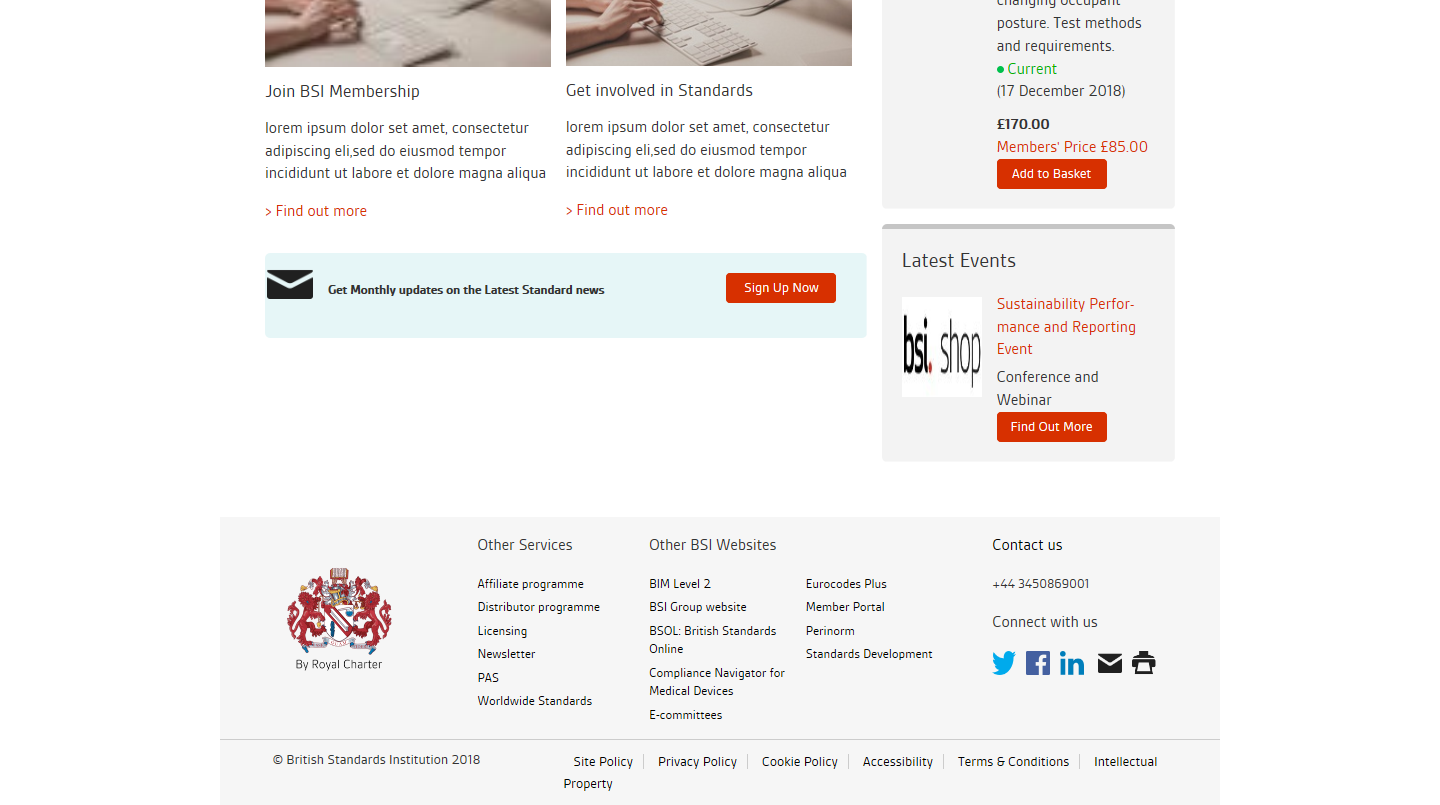 changing occupant
posture. Test methods
and requirements.
Current
(17 December 2018)
£170.00
Members' Price £85.00
Add to Basket
Join BSI Membership
lorem ipsum dolor set amet, consectetur
adipiscing eli,sed do eiusmod tempor
incididunt ut labore et dolore magna aliqua
> Find out more
Get involved in Standards
lorem ipsum dolor set amet, consectetur
adipiscing eli,sed do eiusmod tempor
incididunt ut labore et dolore magna aliqua
> Find out more
Get Monthly updates on the Latest Standard news
Sign Up Now
Latest Events
bsi. shop
Sustainability Perfor-
mance and Reporting
Event
Conference and
Webinar
Find Out More
By Royal Charter
Other Services
Affiliate programme
Distributor programme
Licensing
Newsletter
PAS
Worldwide Standards
Other BSI Websites
BIM Level 2
BSI Group website
BSOL: British Standards
Online
Compliance Navigator for
Medical Devices
E-committees
Eurocodes Plus
Member Portal
Perinorm
Standards Development
Contact us
+44 3450869001
Connect with us
© British Standards Institution 2018
Site Policy
Privacy Policy
Cookie Policy
Accessibility
Terms & Conditions
Intellectual
Property